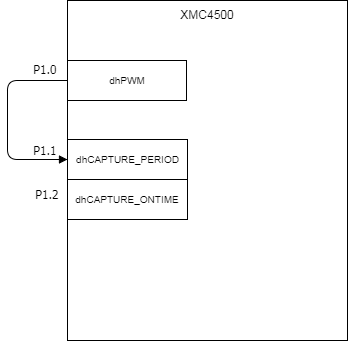 XMC4500
P1.0
dhPWM
P1.1
dhCAPTURE_PERIOD
P1.2
dhCAPTURE_ONTIME